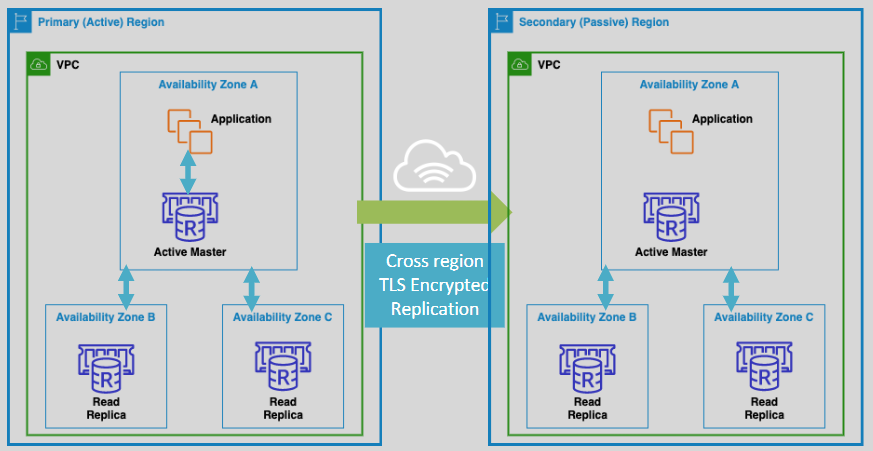 Primary (Active) Region
VPC
Availability Zone A
Application
R
Active Master
Availability Zone B
R
Read
Replica
Availability Zone C
R
Read
Replica
Cross region
TLS Encrypted
Replication
Secondary (Passive) Region
VPC
Availability Zone A
Application
R
Active Master
Availability Zone B
R
Read
Replica
Availability Zone C
R
Read
Replica